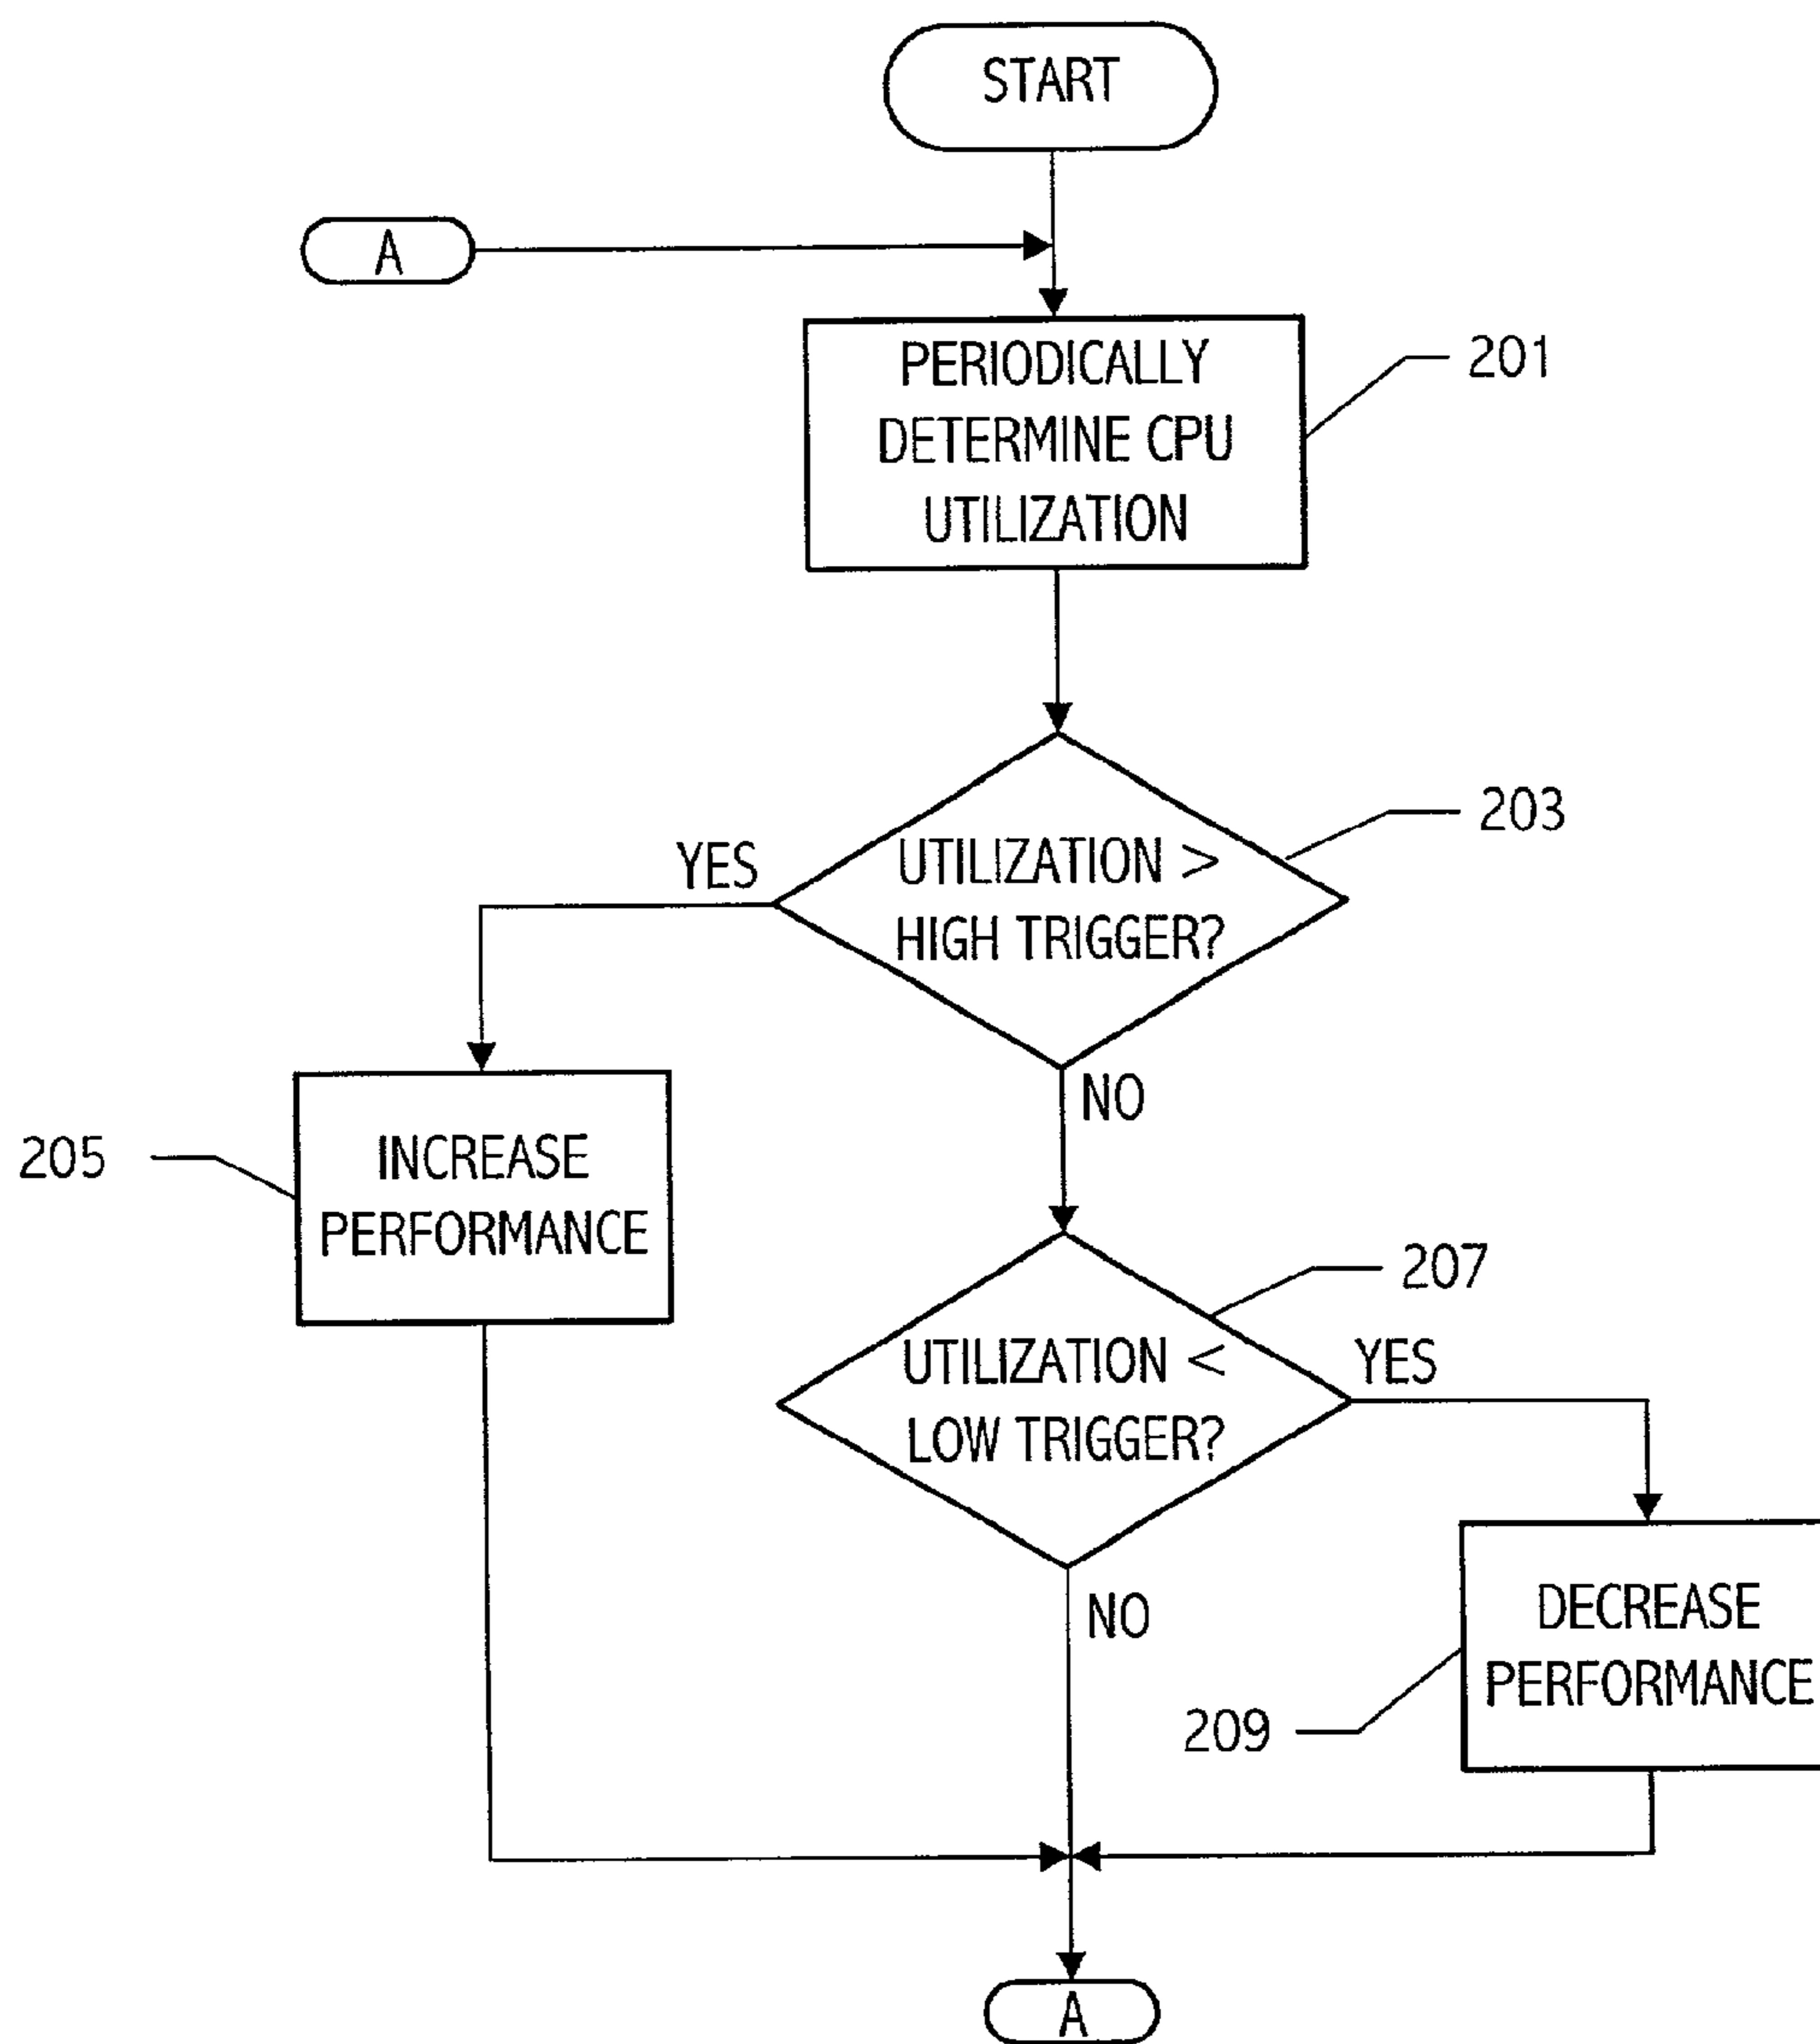 START
A
PERIODICALLY
DETERMINE CPU
UTILIZATION
201
203
YES
UTILIZATION >
HIGH TRIGGER?
NO
205
INCREASE
PERFORMANCE
207
UTILIZATION <
LOW TRIGGER?
YES
NO
DECREASE
PERFORMANCE
209
A